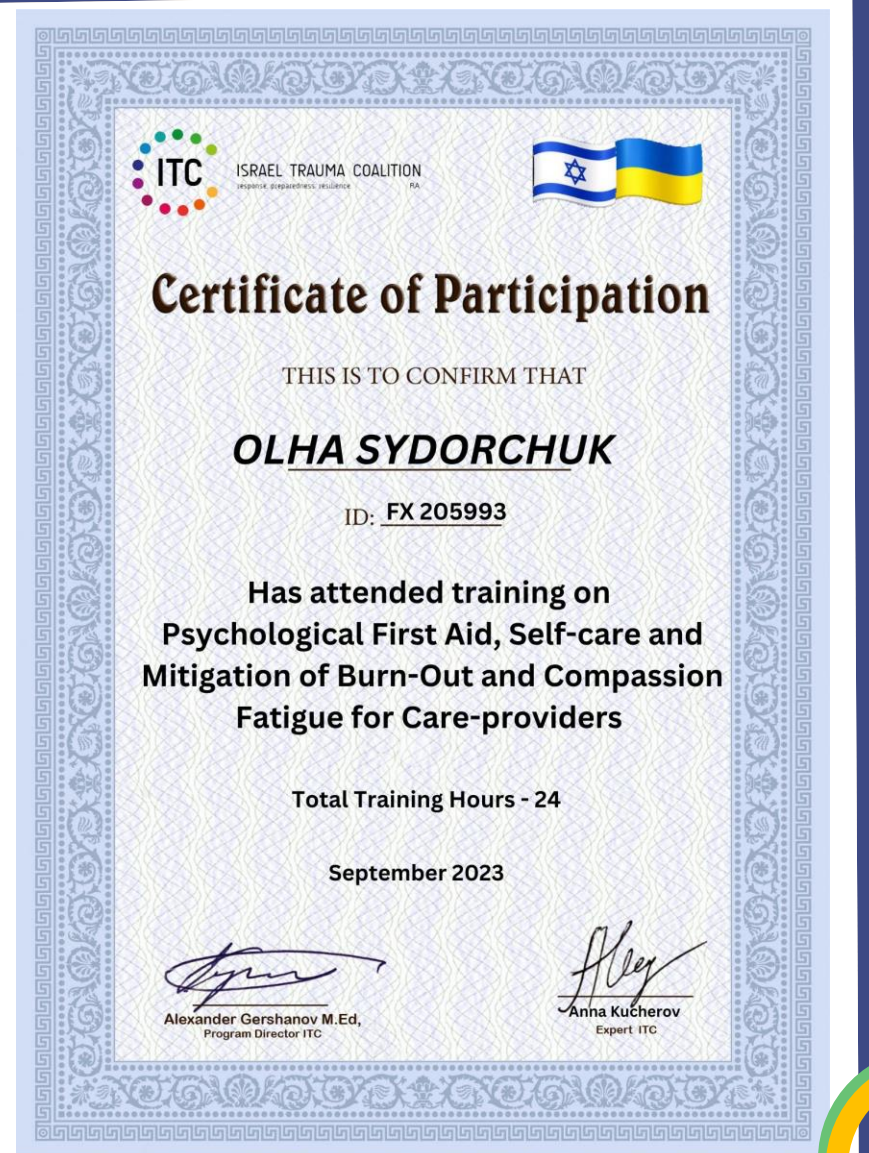 ITC
ISRAEL TRAUMA COALITION
response. preparedness. resilience RA
Certificate of Participation
THIS IS TO CONFIRM THAT
OLHA SYDORCHUK
ID: FX 205993
Has attended training on
Psychological First Aid, Self-care and
Mitigation of Burn-Out and Compassion
Fatigue for Care-providers
Total Training Hours - 24
September 2023
Alexander Gershanov M.Ed,
Program Director ITC
Anna Kucherov
Expert ITC